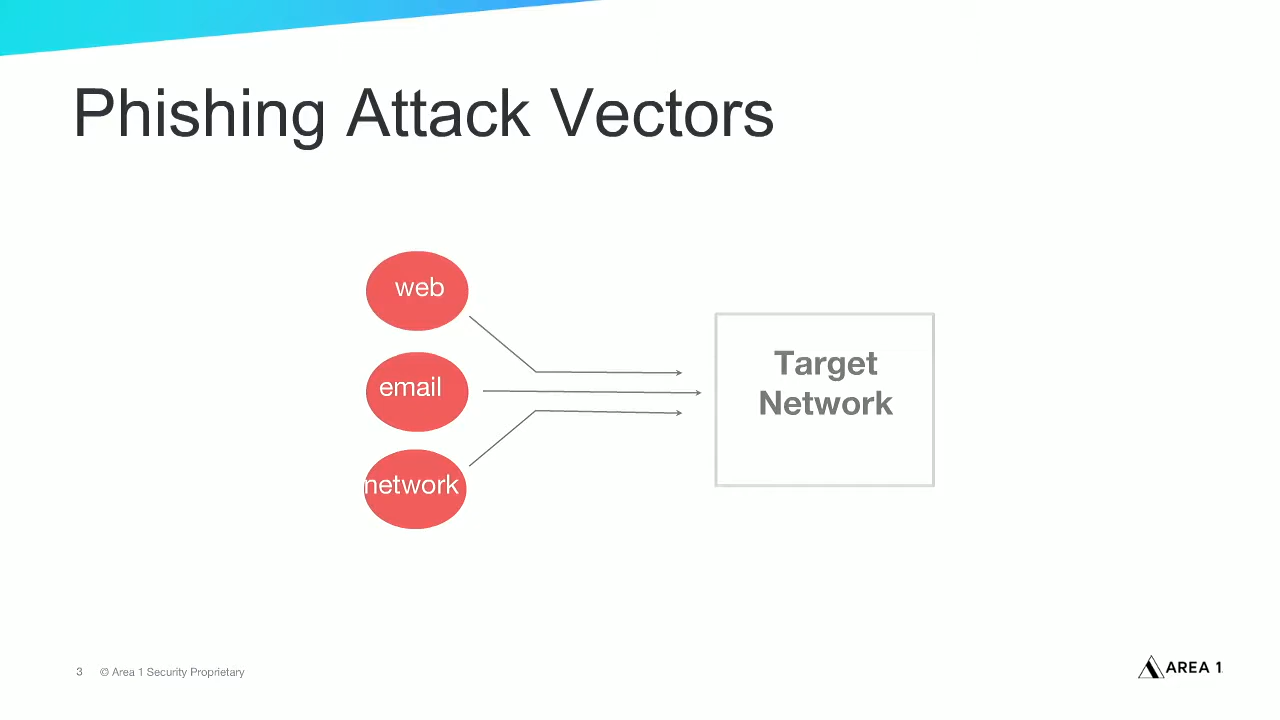 Phishing Attack Vectors
web
email
network
Target
Network
3 © Area 1 Security Proprietary
AREA 1